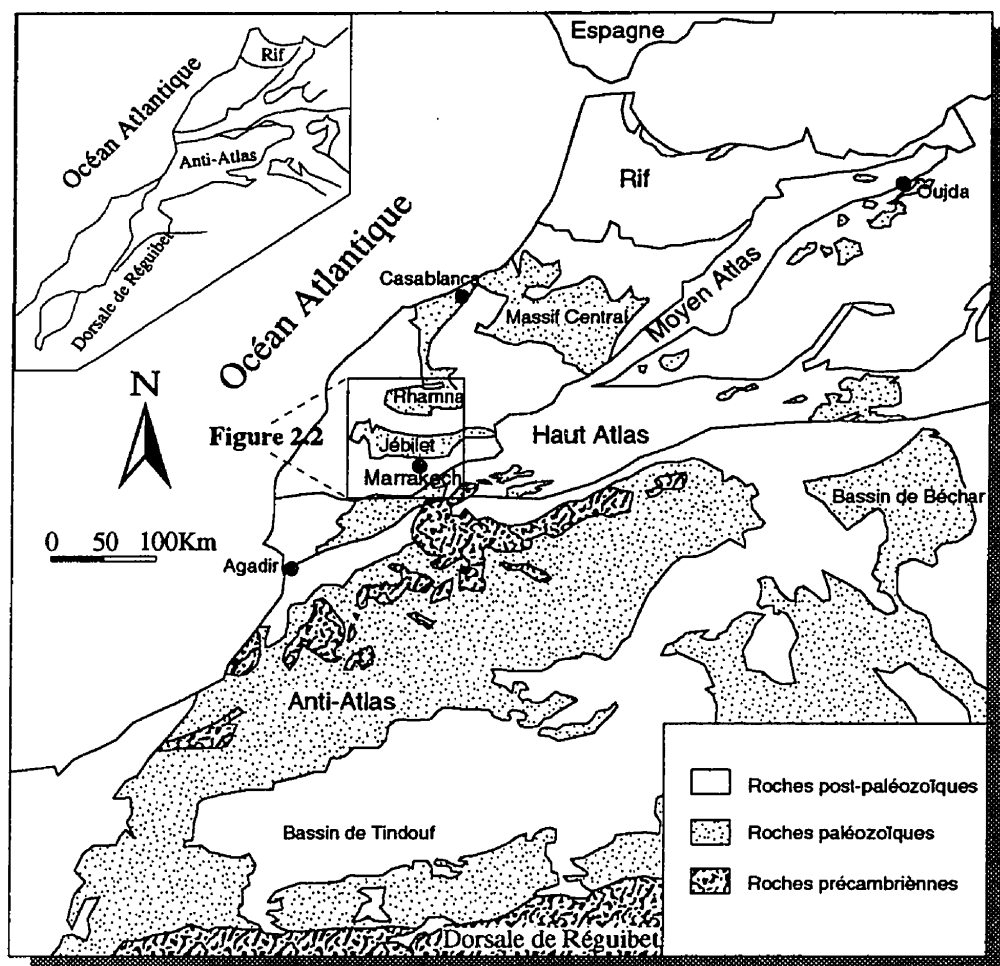 Espagne
Rif
Océan Atlantique
Anti-Atlas
Dorsale de Réguibet
Rif
Oujda
Océan Atlantique
Casablanca
Moyen Atlas
Massif Central
N
Rhamna
Figure 2.2
Jébilet
Haut Atlas
Marrakech
Bassin de Béchar
0 50 100Km
Agadir
Anti-Atlas
Roches post-paléozoïques
Bassin de Tindouf
Roches paléozoïques
Roches précambriènnes
Dorsale de Réguibet